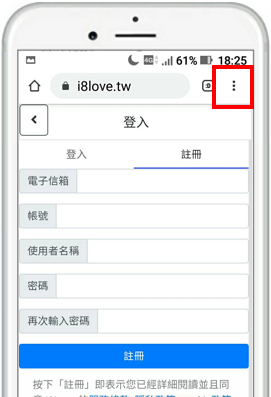 4G 61% 18:25
i8love.tw
登入
登入 註冊
電子信箱
帳號
使用者名稱
密碼
再次輸入密碼
註冊
按下「註冊」即表示您已經詳細閱讀並且同